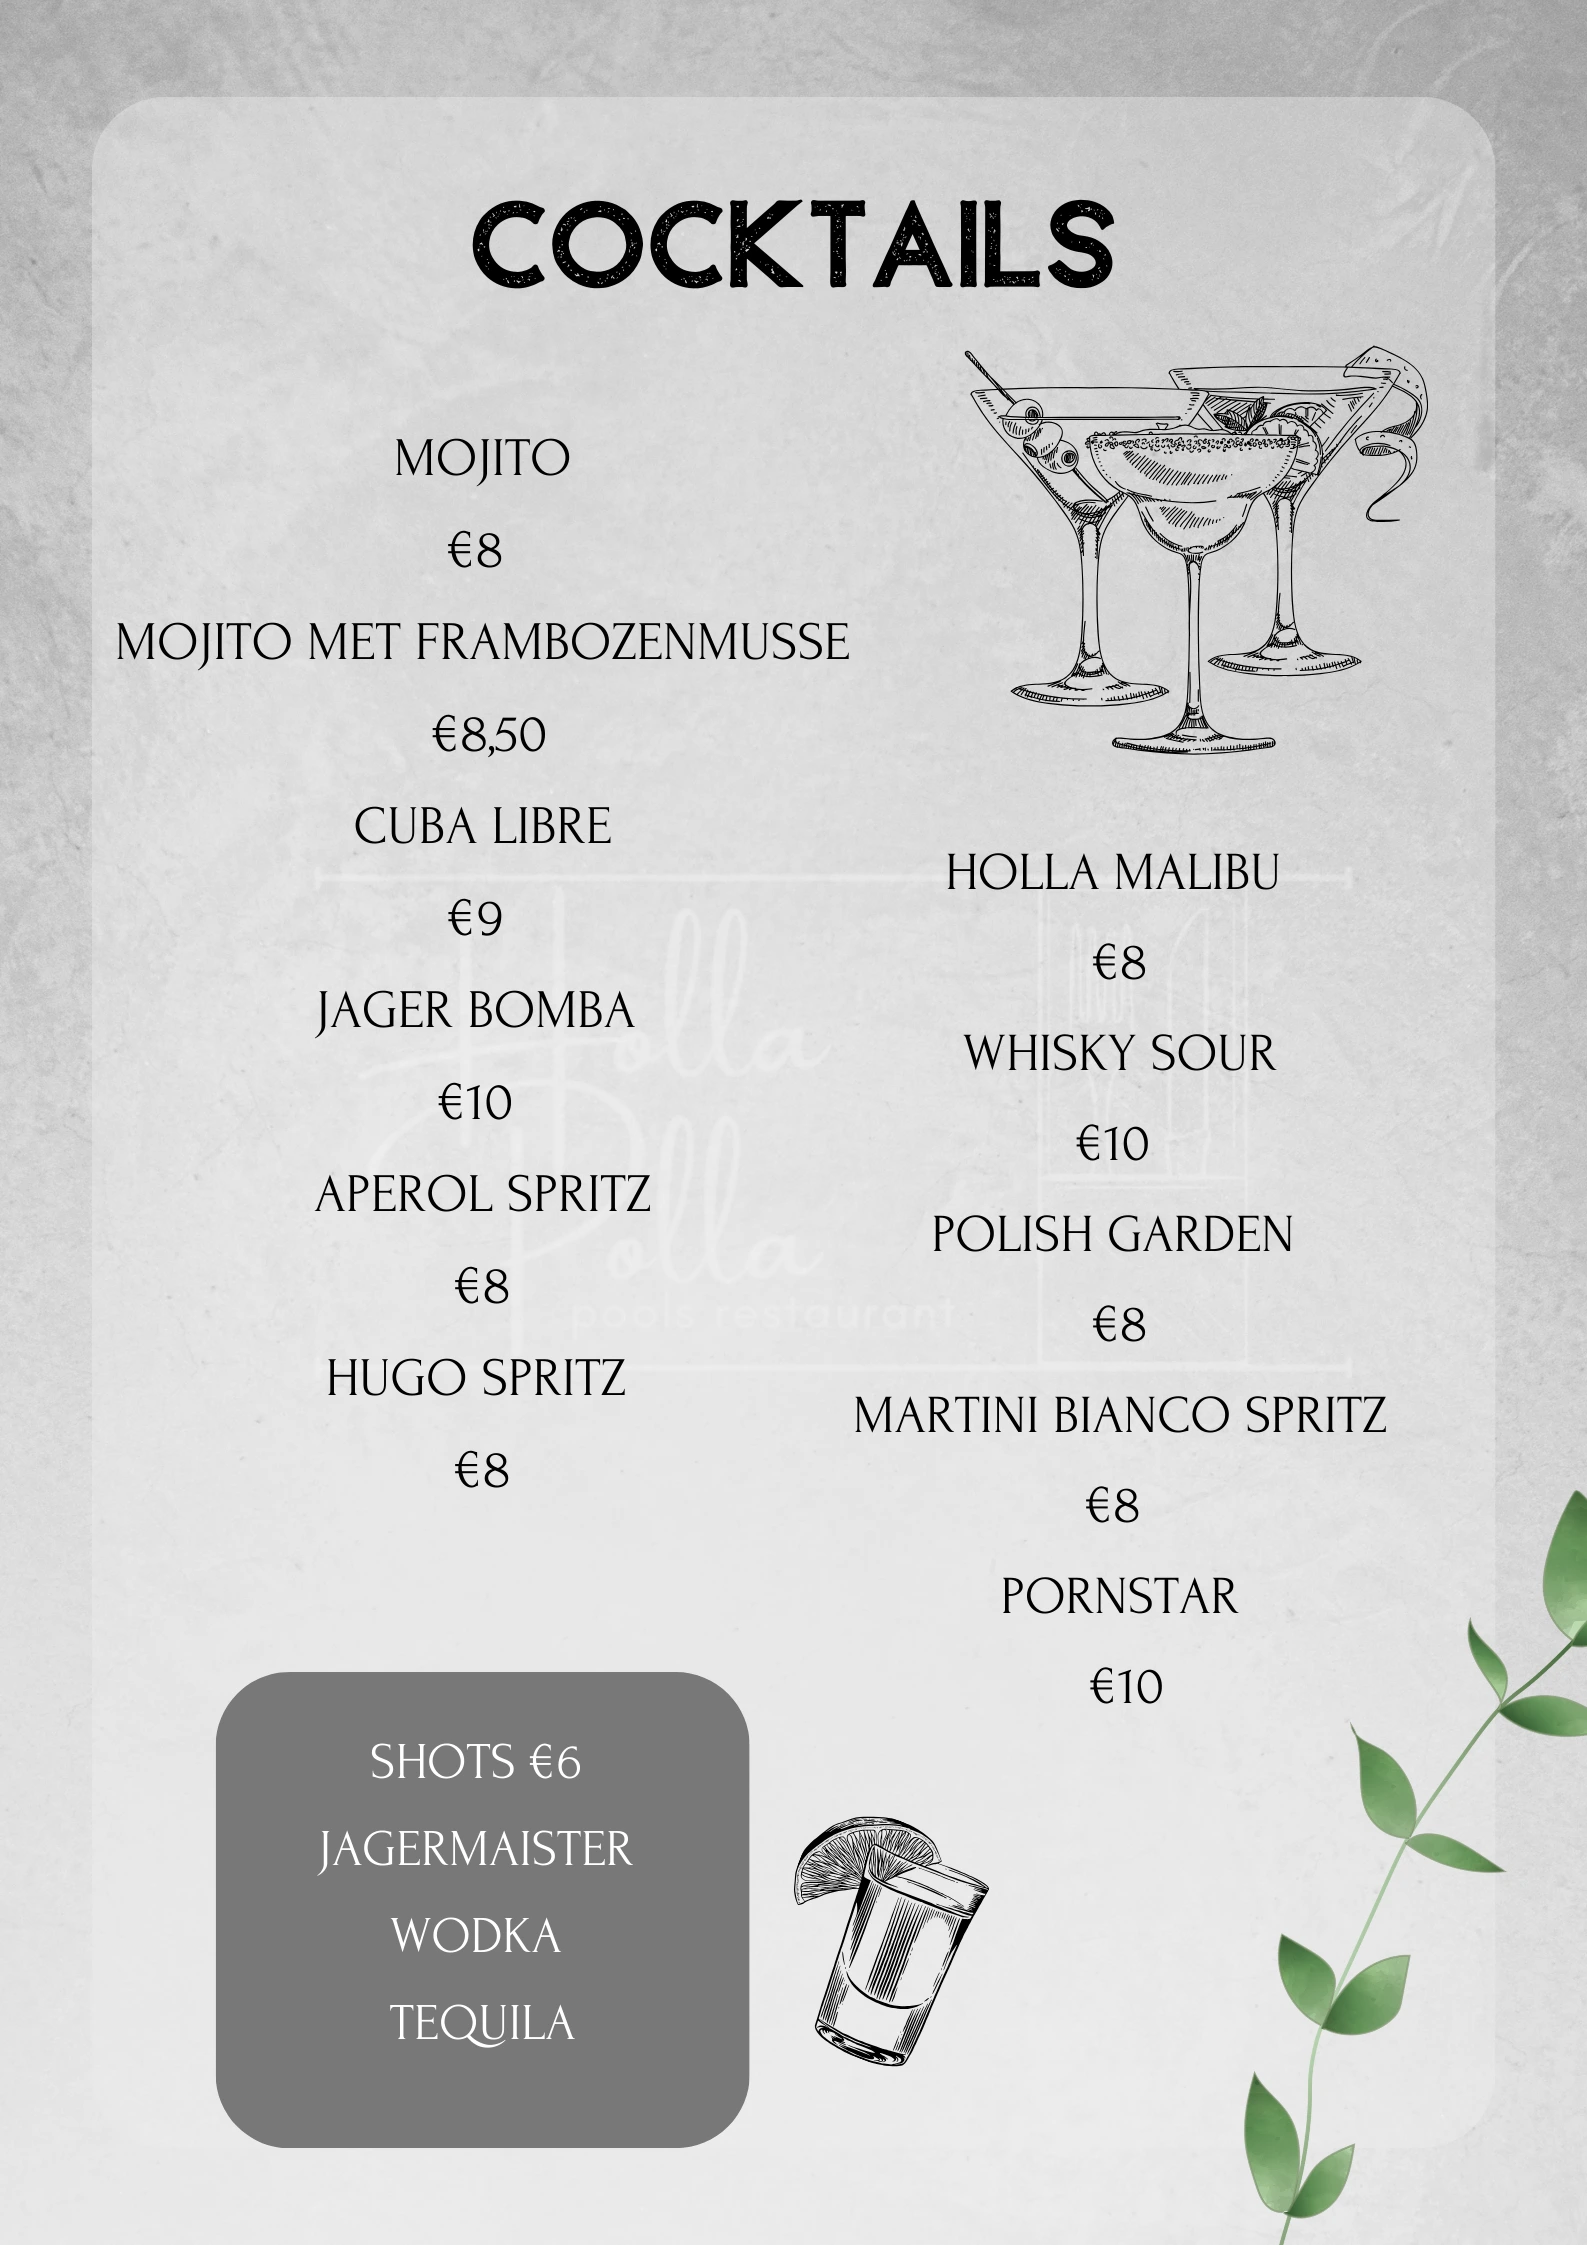 COCKTAILS
MOJITO
€8
MOJITO MET FRAMBOZENMUSSE
€8,50
CUBA LIBRE
€9
JAGER BOMBA
€10
APEROL SPRITZ
€8
HUGO SPRITZ
€8
HOLLA MALIBU
€8
WHISKY SOUR
€10
POLISH GARDEN
€8
MARTINI BIANCO SPRITZ
€8
PORNSTAR
€10
SHOTS €6
JAGERMAISTER
WODKA
TEQUILA
Holla
Polla
pools restaurant